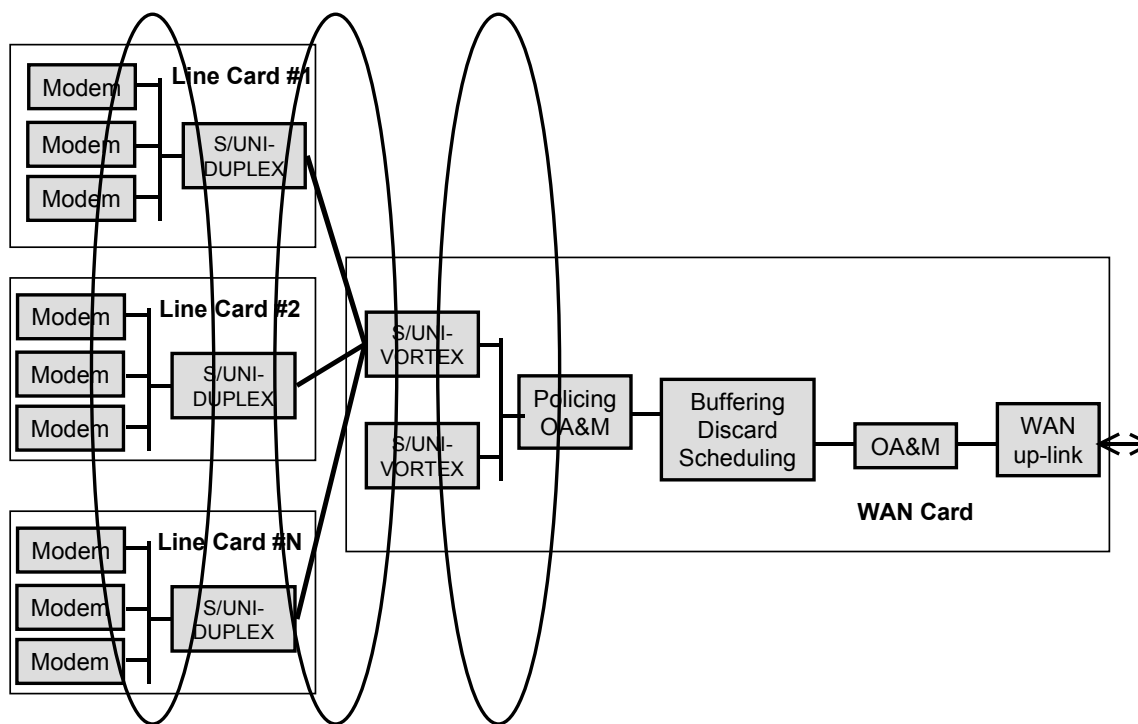 Line Card #1
Modem
Modem
Modem
S/UNI-
DUPLEX
Line Card #2
Modem
Modem
Modem
S/UNI-
DUPLEX
Line Card #N
Modem
Modem
Modem
S/UNI-
DUPLEX
S/UNI-
VORTEX
S/UNI-
VORTEX
Policing
OA&M
Buffering
Discard
Scheduling
OA&M
WAN
up-link
WAN Card